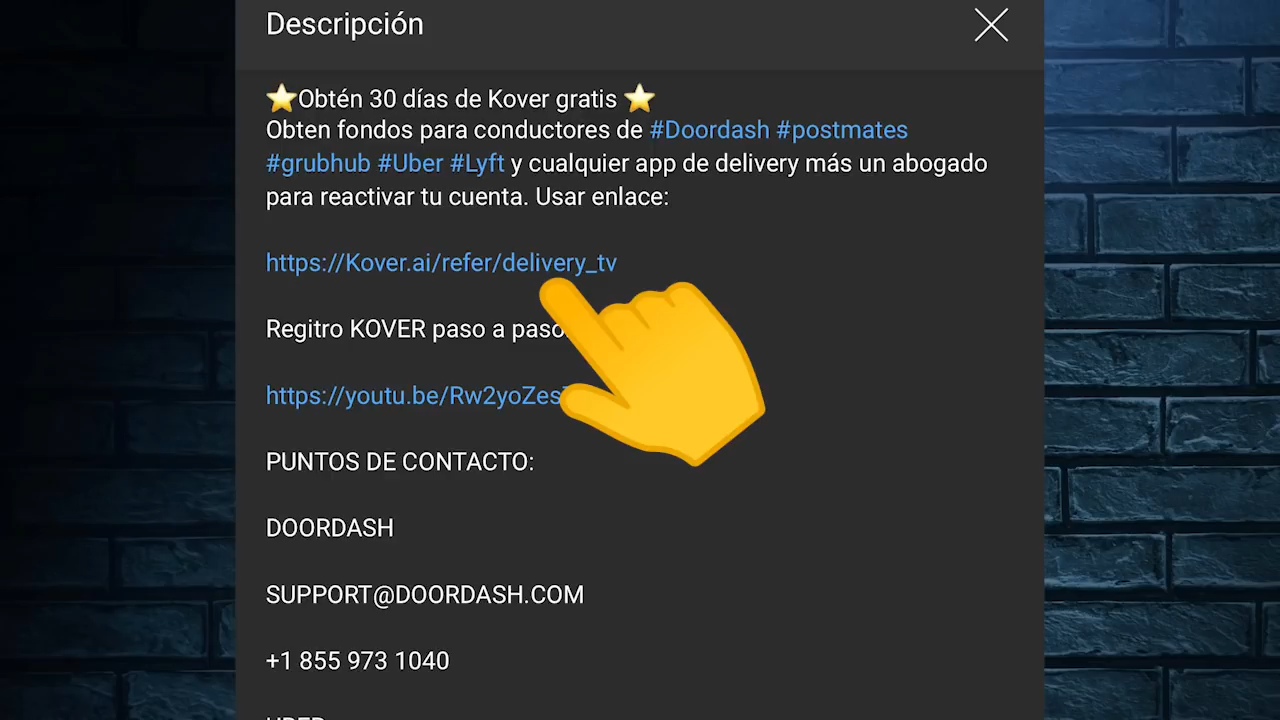 Descripción
⭐Obtén 30 días de Kover gratis ⭐
Obten fondos para conductores de #Doordash #postmates
#grubhub #Uber #Lyft y cualquier app de delivery más un abogado
para reactivar tu cuenta. Usar enlace:
https://Kover.ai/refer/delivery_tv
Regitro KOVER paso a paso
https://youtu.be/Rw2yoZes
PUNTOS DE CONTACTO:
DOORDASH
SUPPORT@DOORDASH.COM
+1 855 973 1040